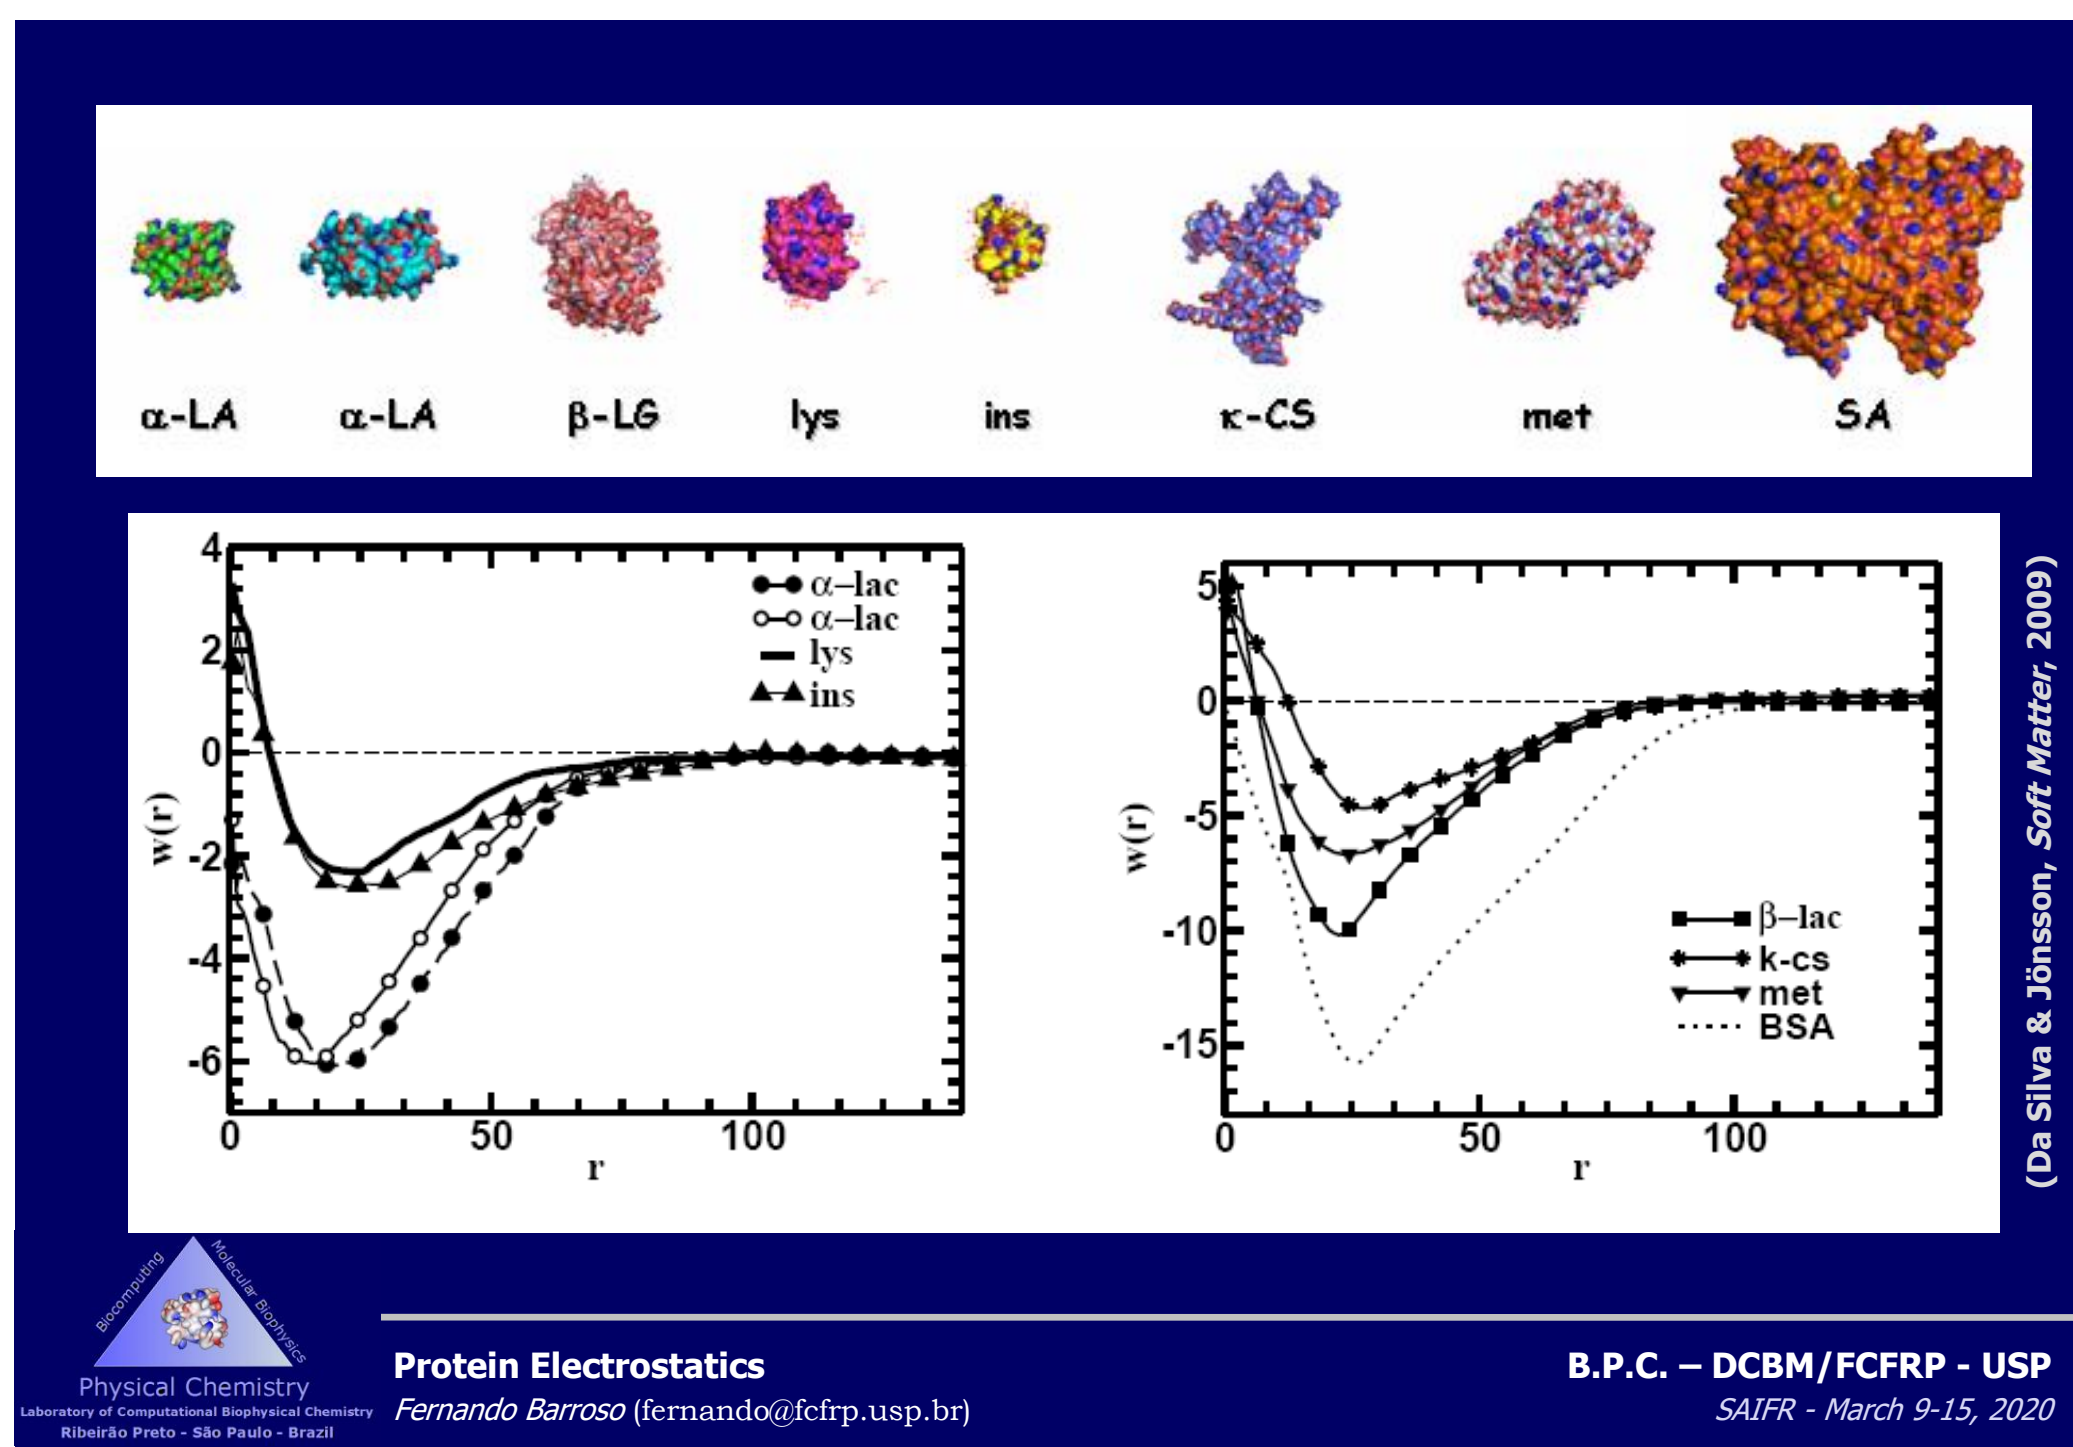 α-LA α-LA β-LG lys ins κ-CS met SA
4
2
0
-2
-4
-6
w(r)
α–lac
α–lac
lys
ins
0 50 100
r
5
0
-5
-10
-15
w(r)
β–lac
k-cs
met
BSA
0 50 100
r
(Da Silva & Jönsson, Soft Matter, 2009)
Biocomputing
Molecular Biophysics
Physical Chemistry
Laboratory of Computational Biophysical Chemistry
Ribeirão Preto - São Paulo - Brazil
Protein Electrostatics
Fernando Barroso (fernando@fcfrp.usp.br)
B.P.C. – DCBM/FCFRP - USP
SAIFR - March 9-15, 2020